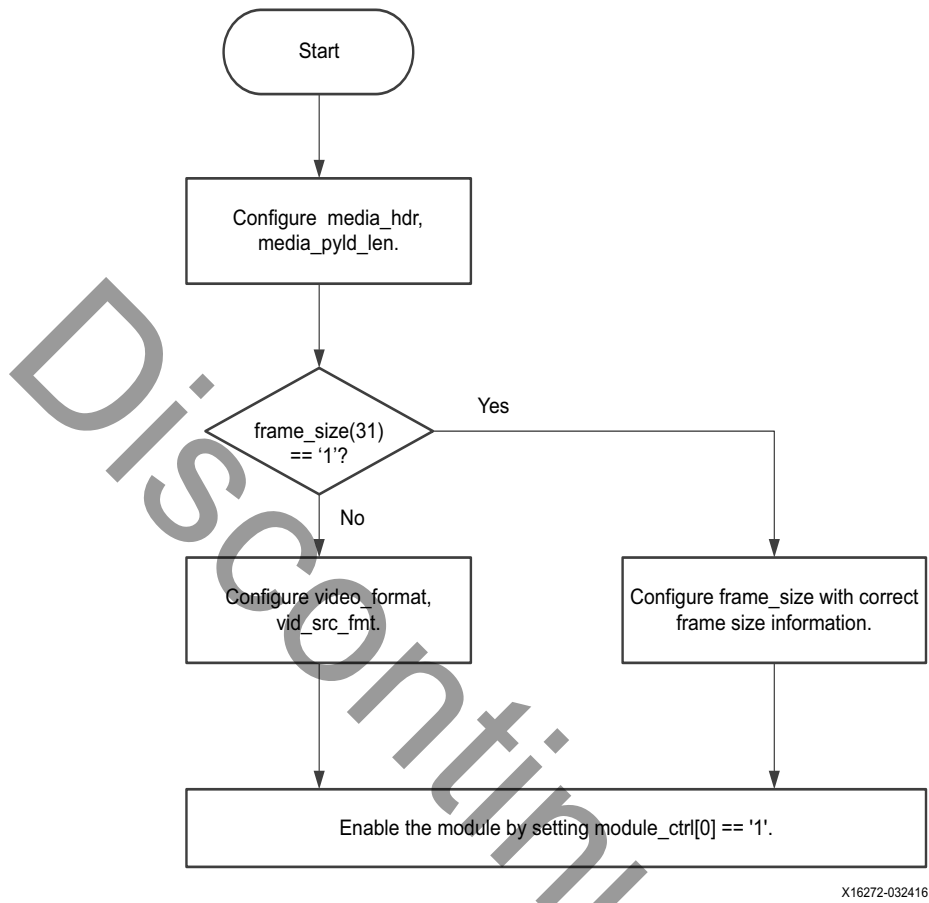 Start
Configure media_hdr,
media_pyld_len.
frame_size(31)
== ‘1’?
Yes
No
Configure video_format,
vid_src_fmt.
Configure frame_size with correct
frame size information.
Enable the module by setting module_ctrl[0] == '1'.
X16272-032416